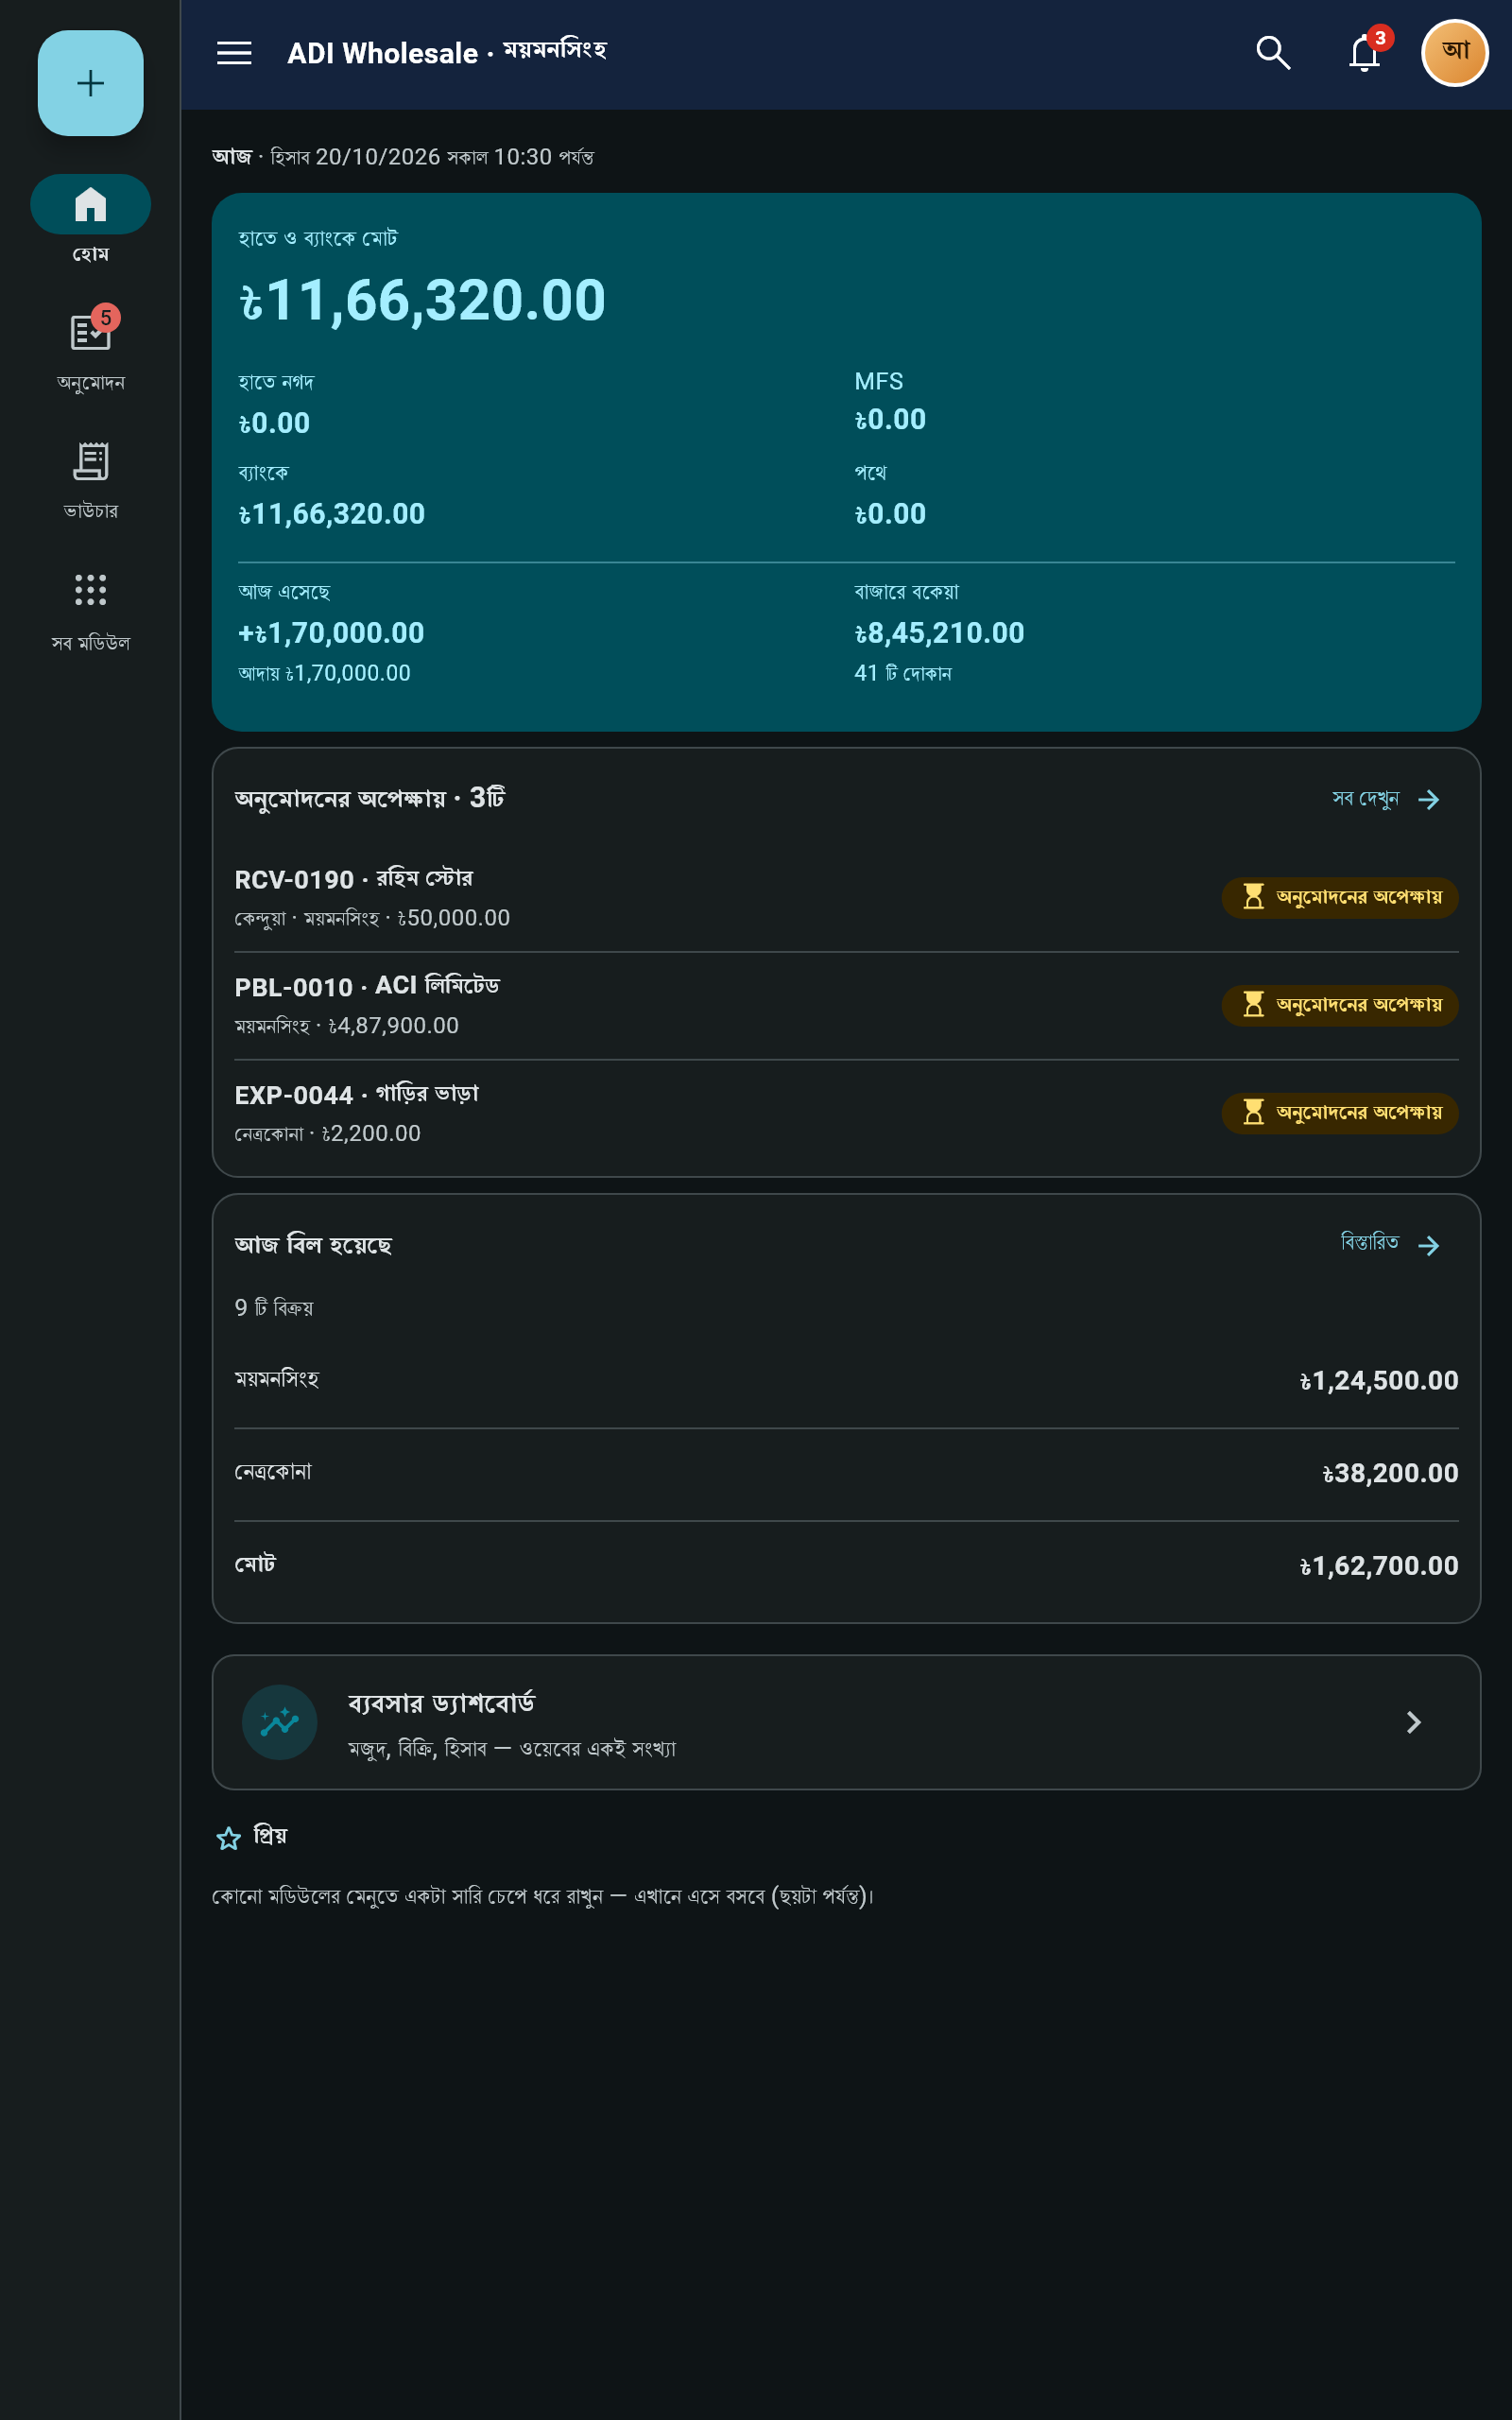 ADI Wholesale · ময়মনসিংহ
3
আ
হোম
5
অনুমোদন
ভাউচার
সব মডিউল
আজ · হিসাব 20/10/2026 সকাল 10:30 পর্যন্ত
হাতে ও ব্যাংকে মোট
৳11,66,320.00
হাতে নগদ
৳0.00
MFS
৳0.00
ব্যাংকে
৳11,66,320.00
পথে
৳0.00
আজ এসেছে
+৳1,70,000.00
আদায় ৳1,70,000.00
বাজারে বকেয়া
৳8,45,210.00
41 টি দোকান
অনুমোদনের অপেক্ষায় · 3টি
সব দেখুন
RCV-0190 · রহিম স্টোর
কেন্দুয়া · ময়মনসিংহ · ৳50,000.00
অনুমোদনের অপেক্ষায়
PBL-0010 · ACI লিমিটেড
ময়মনসিংহ · ৳4,87,900.00
অনুমোদনের অপেক্ষায়
EXP-0044 · গাড়ির ভাড়া
নেত্রকোনা · ৳2,200.00
অনুমোদনের অপেক্ষায়
আজ বিল হয়েছে
বিস্তারিত
9 টি বিক্রয়
ময়মনসিংহ ৳1,24,500.00
নেত্রকোনা ৳38,200.00
মোট ৳1,62,700.00
ব্যবসার ড্যাশবোর্ড
মজুদ, বিক্রি, হিসাব — ওয়েবের একই সংখ্যা
প্রিয়
কোনো মডিউলের মেনুতে একটা সারি চেপে ধরে রাখুন — এখানে এসে বসবে (ছয়টা পর্যন্ত)।